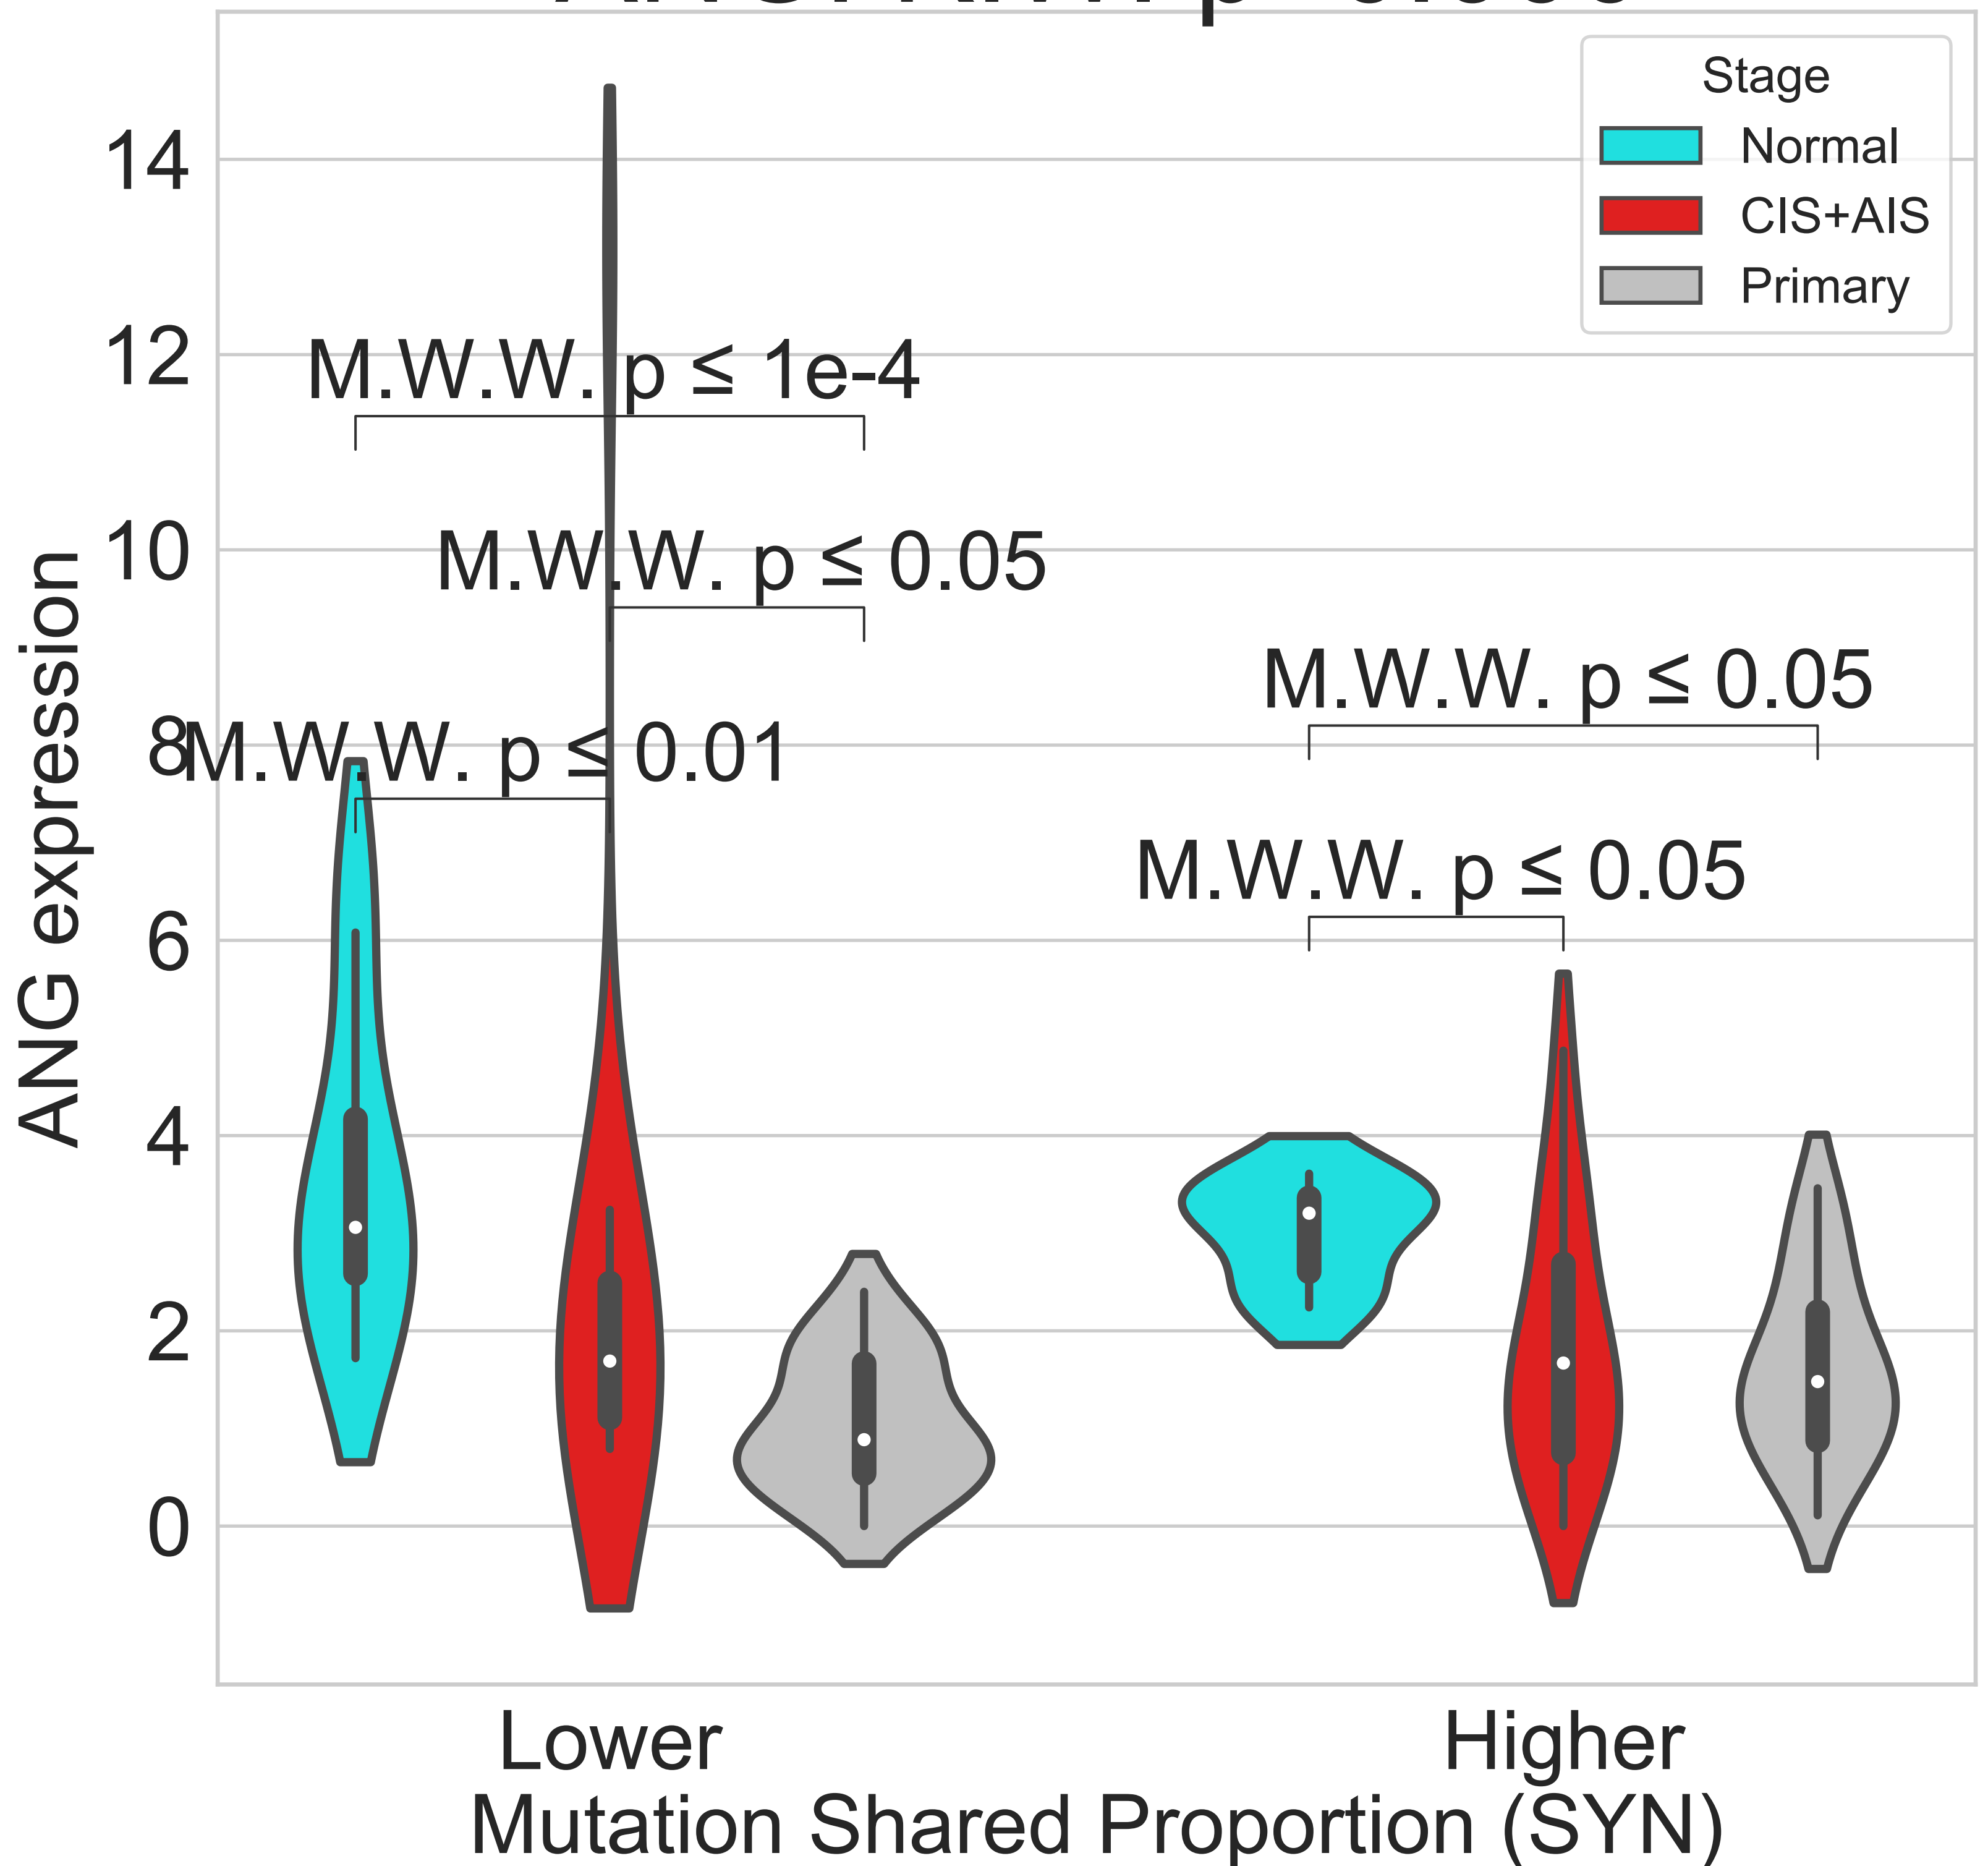 Stage
Normal
CIS+AIS
Primary
14
12
10
8
6
4
2
0
ANG expression
M.W.W. p ≤ 1e-4
M.W.W. p ≤ 0.05
M.W.W. p ≤ 0.01
M.W.W. p ≤ 0.05
M.W.W. p ≤ 0.05
Lower
Higher
Mutation Shared Proportion (SYN)